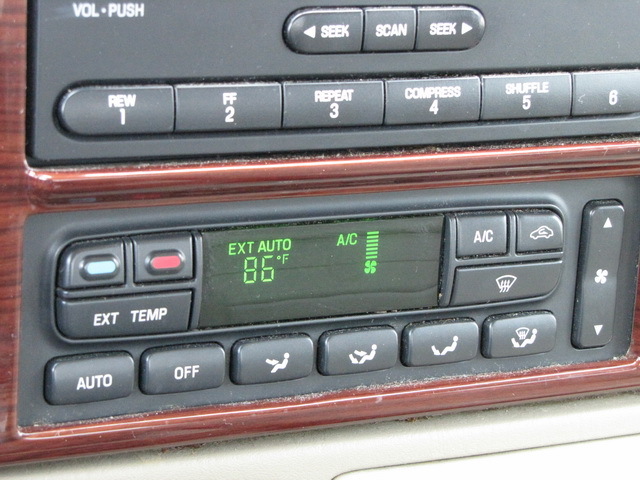 VOL • PUSH
◄ SEEK SCAN SEEK ►
REW FF REPEAT COMPRESS SHUFFLE
1 2 3 4 5 6
EXT AUTO A/C
86°F
A/C
EXT TEMP
AUTO OFF